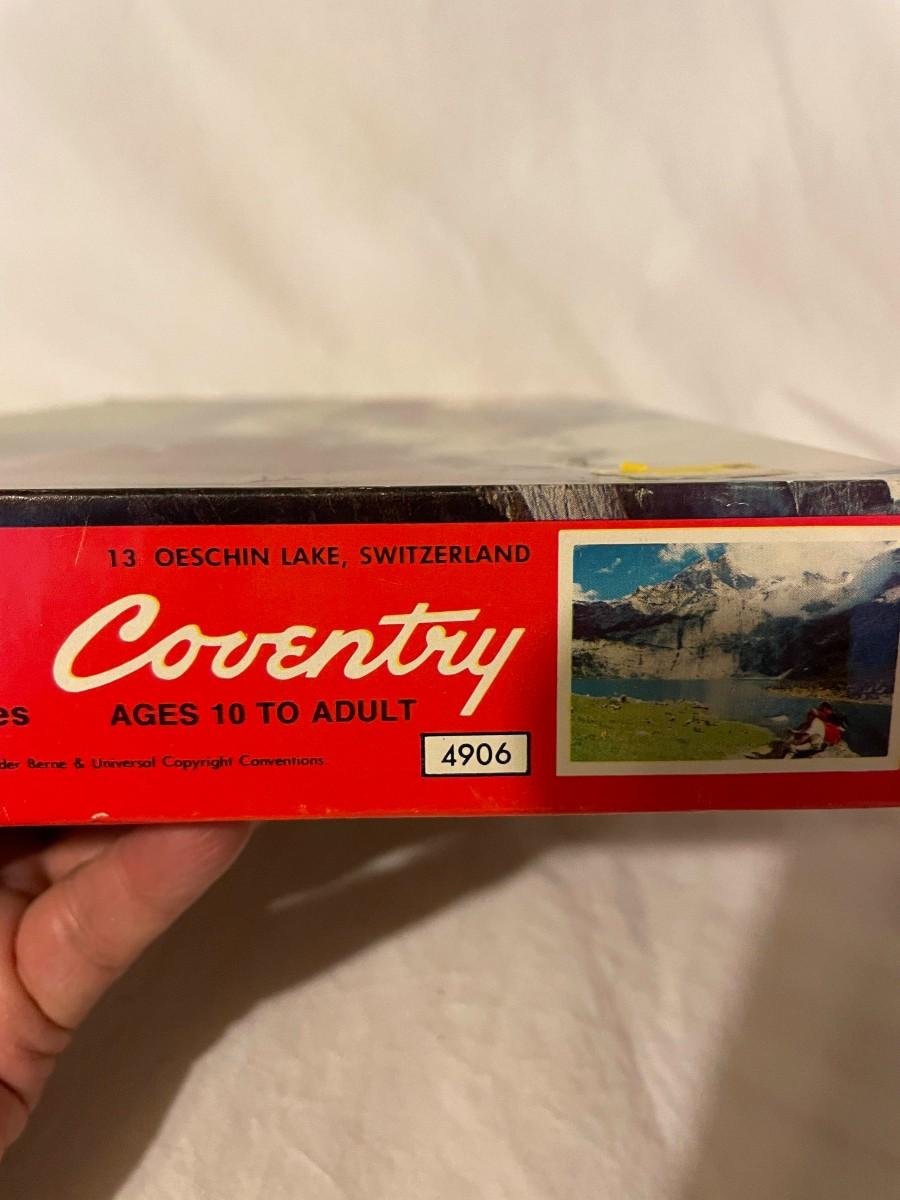 13 OESCHIN LAKE, SWITZERLAND
Coventry
es AGES 10 TO ADULT
der Berne & Universal Copyright Conventions.
4906